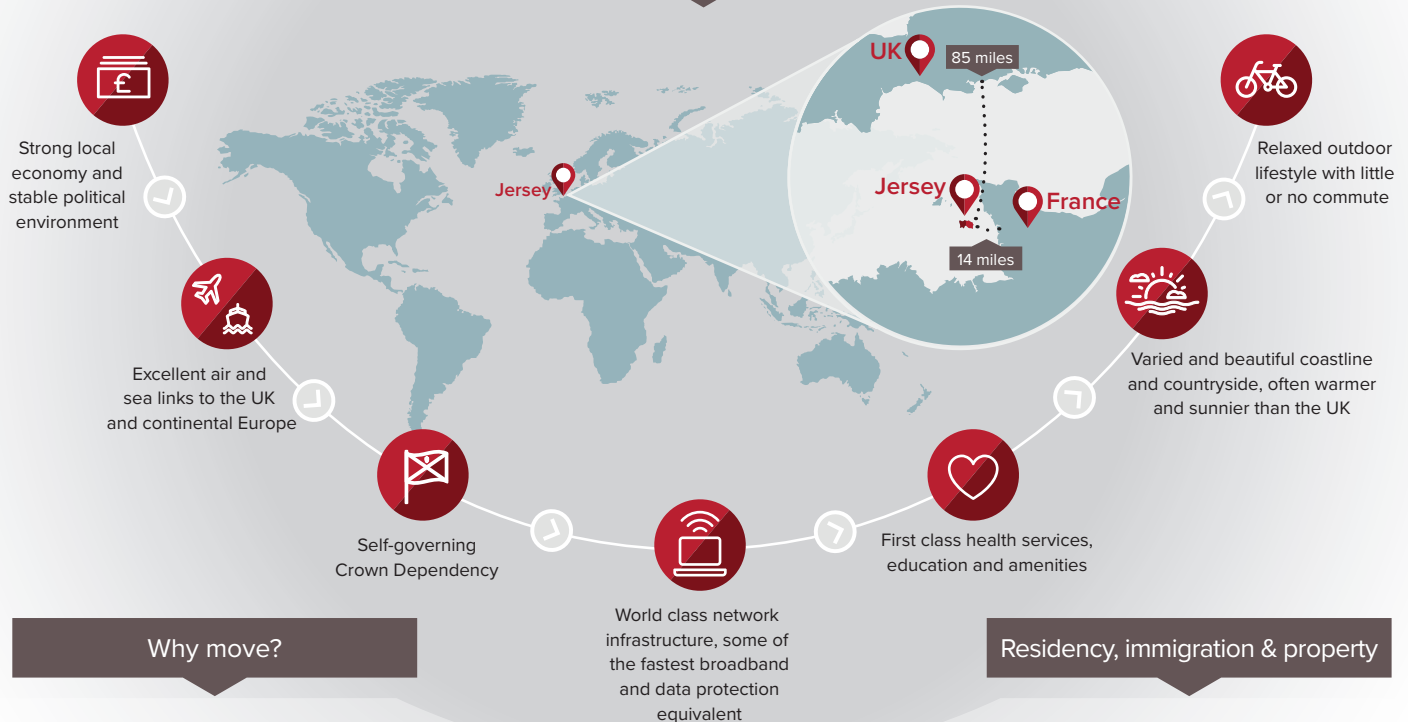 Strong local
economy and
stable political
environment
Excellent air and
sea links to the UK
and continental Europe
Self-governing
Crown Dependency
World class network
infrastructure, some of
the fastest broadband
and data protection
equivalent
First class health services,
education and amenities
Varied and beautiful coastline
and countryside, often warmer
and sunnier than the UK
Relaxed outdoor
lifestyle with little
or no commute
Jersey
UK
85 miles
Jersey
France
14 miles
£
Why move?
Residency, immigration & property